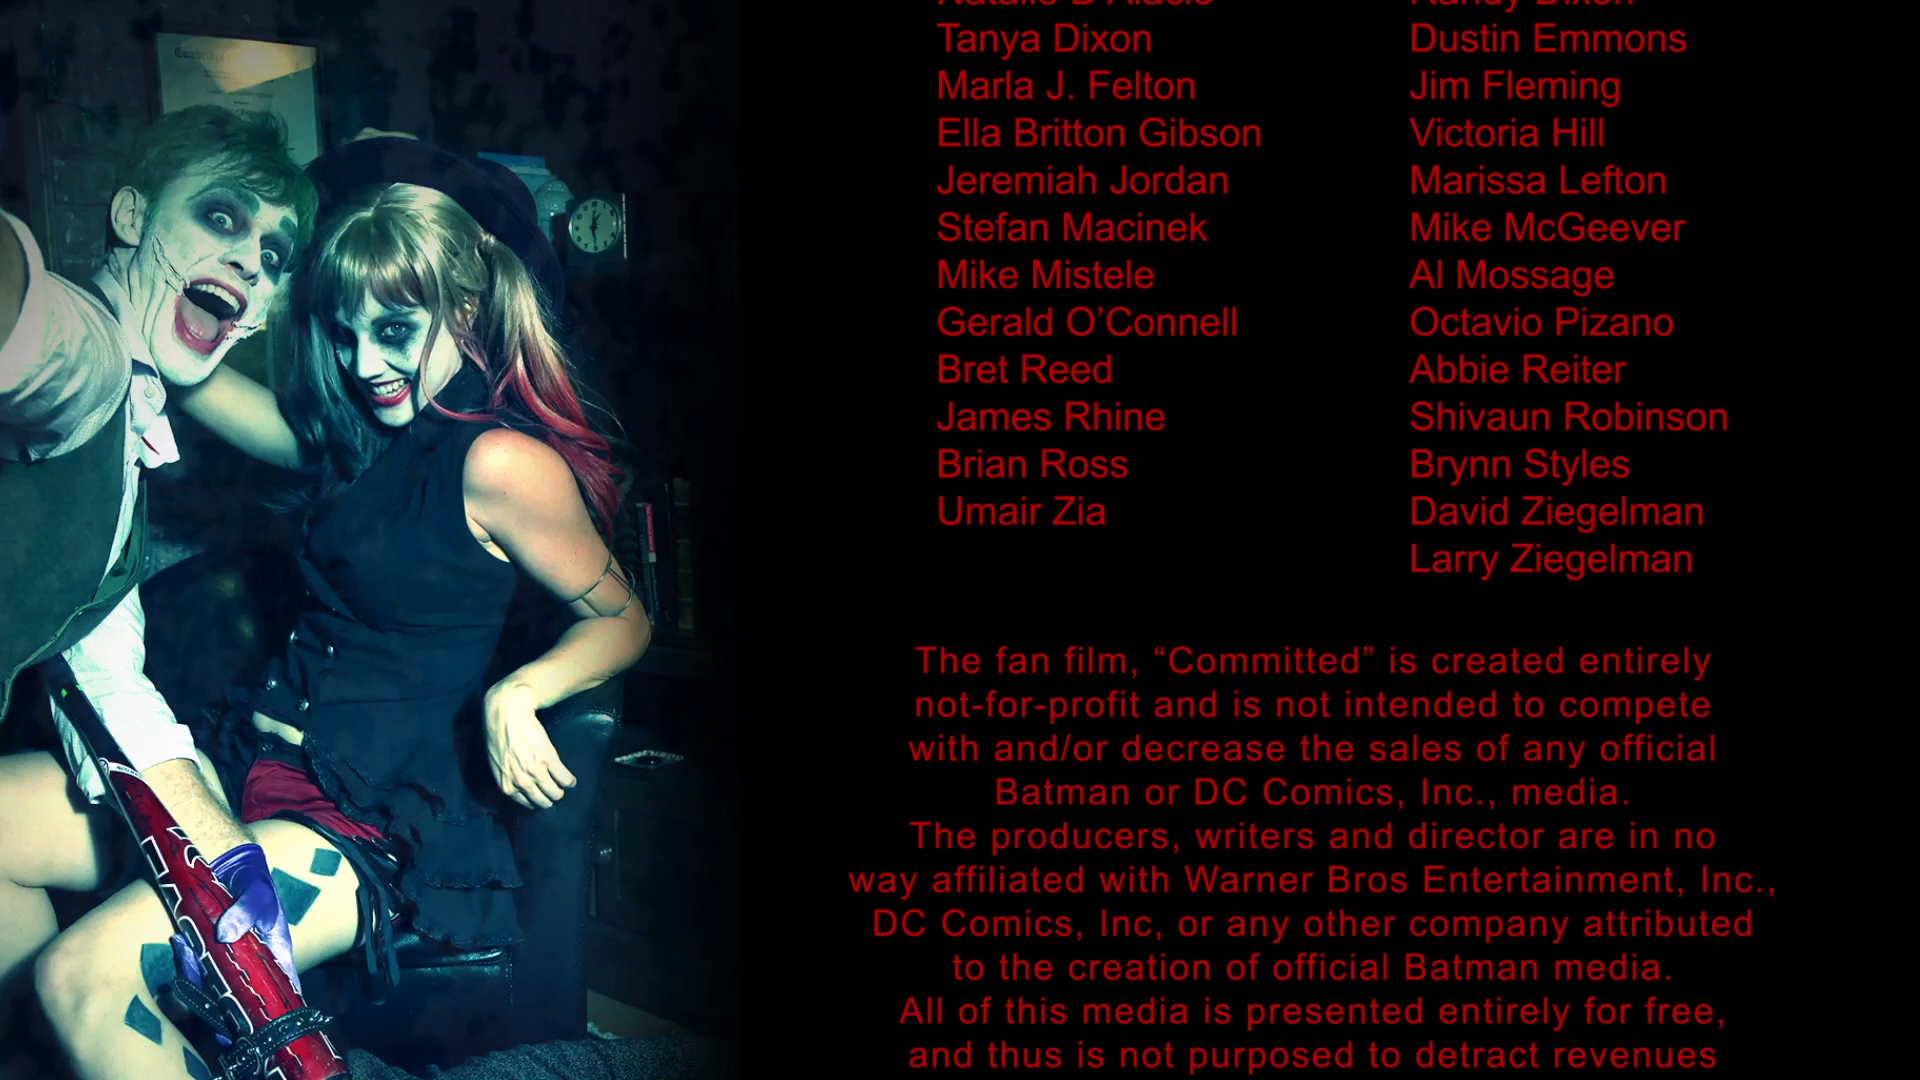 Tanya Dixon
Marla J. Felton
Ella Britton Gibson
Jeremiah Jordan
Stefan Macinek
Mike Mistele
Gerald O’Connell
Bret Reed
James Rhine
Brian Ross
Umair Zia
Dustin Emmons
Jim Fleming
Victoria Hill
Marissa Lefton
Mike McGeever
Al Mossage
Octavio Pizano
Abbie Reiter
Shivaun Robinson
Brynn Styles
David Ziegelman
Larry Ziegelman
The fan film, “Committed” is created entirely
not-for-profit and is not intended to compete
with and/or decrease the sales of any official
Batman or DC Comics, Inc., media.
The producers, writers and director are in no
way affiliated with Warner Bros Entertainment, Inc.,
DC Comics, Inc, or any other company attributed
to the creation of official Batman media.
All of this media is presented entirely for free,
and thus is not purposed to detract revenues